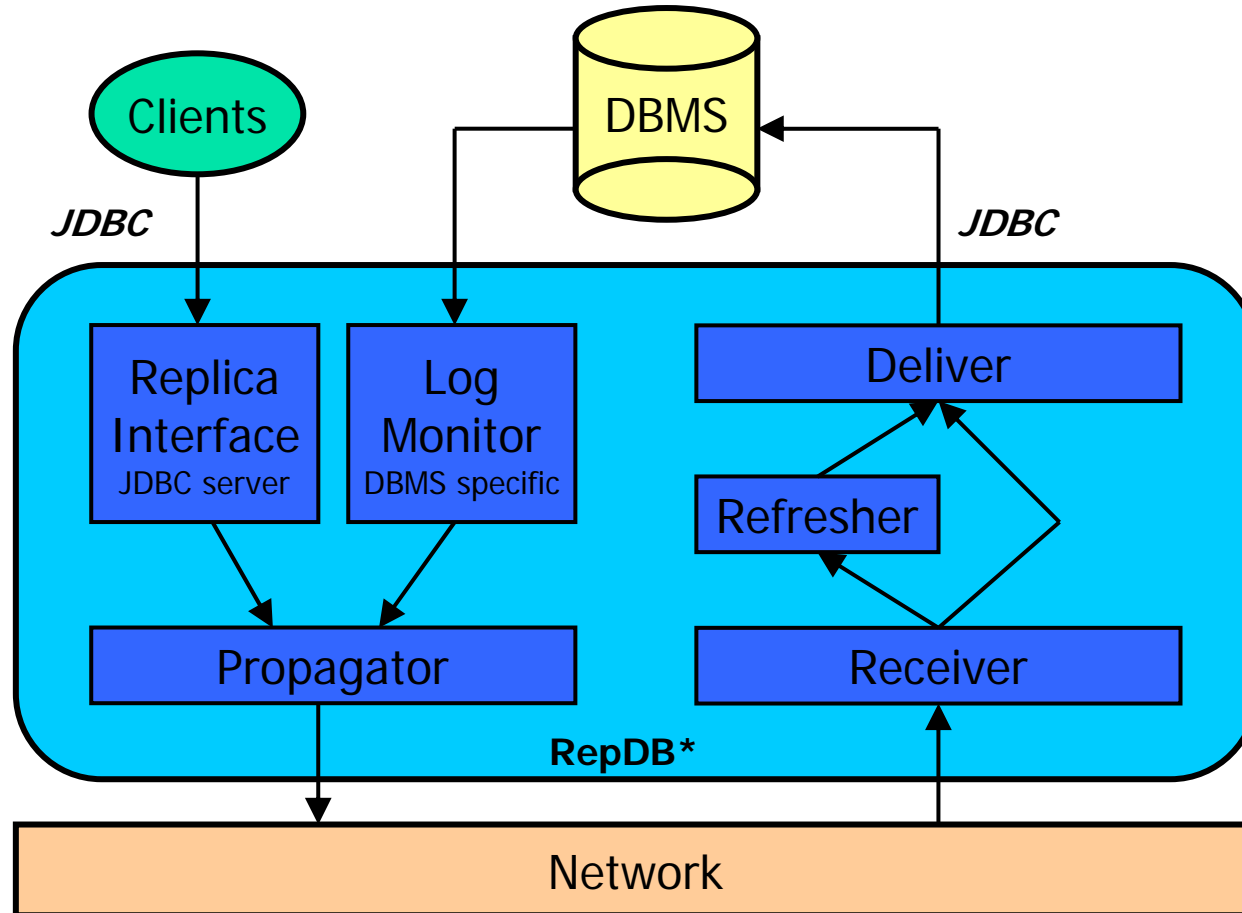 Clients
DBMS
JDBC
JDBC
Replica
Interface
JDBC server
Log
Monitor
DBMS specific
Deliver
Refresher
Propagator
Receiver
RepDB*
Network